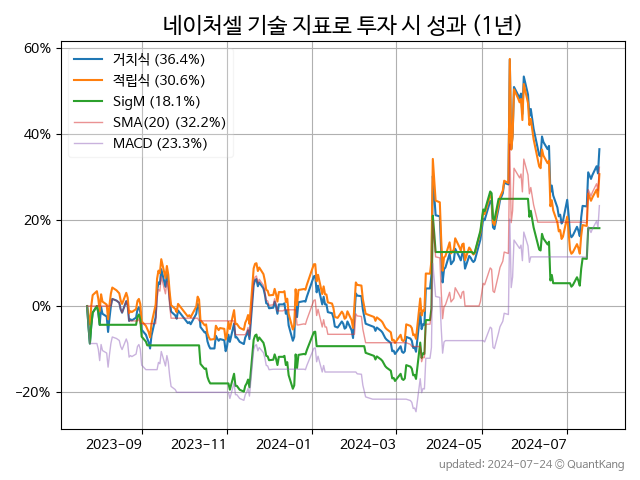 네이처셀 기술 지표로 투자 시 성과 (1년)
60%
40%
20%
0%
−20%
거치식 (36.4%)
적립식 (30.6%)
SigM (18.1%)
SMA(20) (32.2%)
MACD (23.3%)
2023−09
2023−11
2024−01
2024−03
2024−05
2024−07
updated: 2024-07-24 ⓒ QuantKang